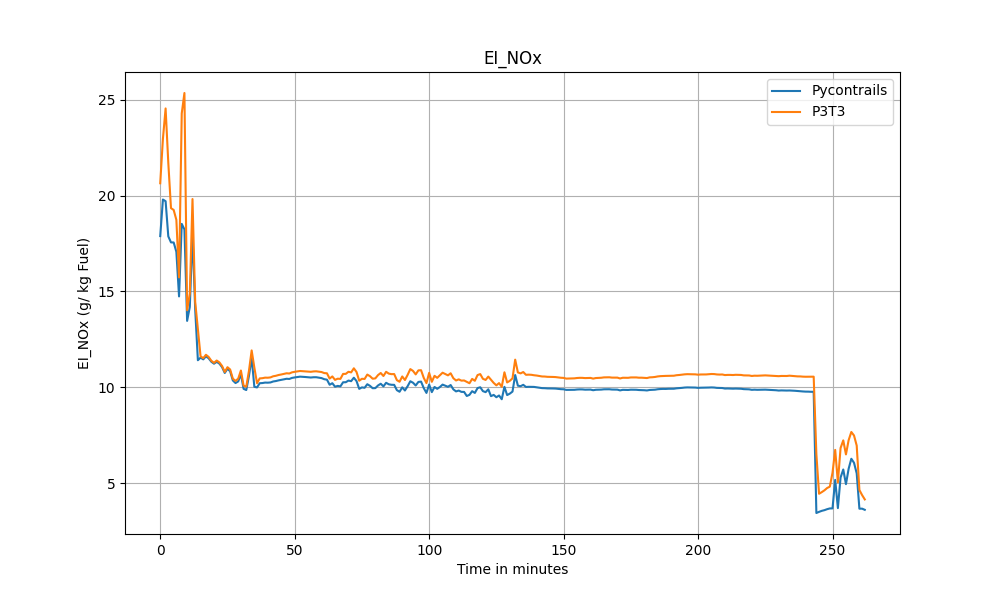 EI_NOx
Pycontrails
P3T3
EI_NOx (g/ kg Fuel)
25
20
15
10
5
0 50 100 150 200 250
Time in minutes